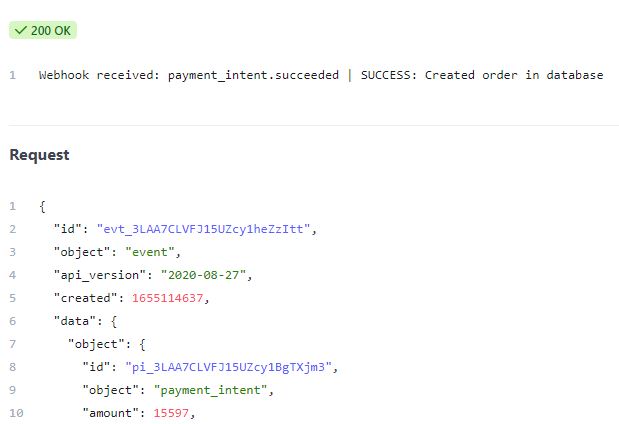 200 OK
1 Webhook received: payment_intent.succeeded | SUCCESS: Created order in database
Request
1 {
2 "id": "evt_3LAA7CLVFJ15UZcy1heZzItt",
3 "object": "event",
4 "api_version": "2020-08-27",
5 "created": 1655114637,
6 "data": {
7 "object": {
8 "id": "pi_3LAA7CLVFJ15UZcy1BgTXjm3",
9 "object": "payment_intent",
10 "amount": 15597,